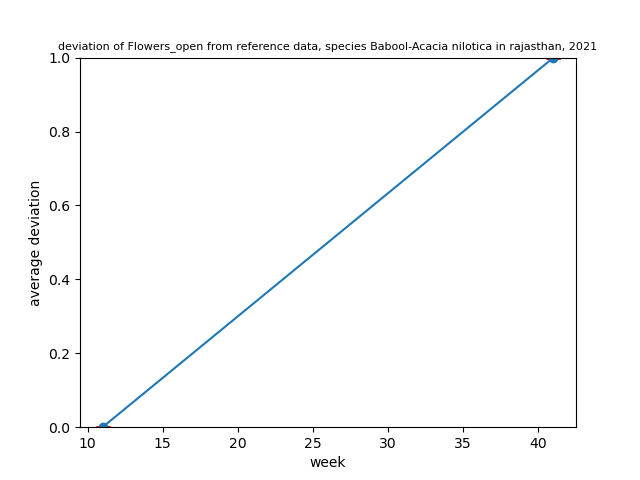 deviation of Flowers_open from reference data, species Babool-Acacia nilotica in rajasthan, 2021
1.0
0.8
0.6
0.4
0.2
0.0
average deviation
10 15 20 25 30 35 40
week